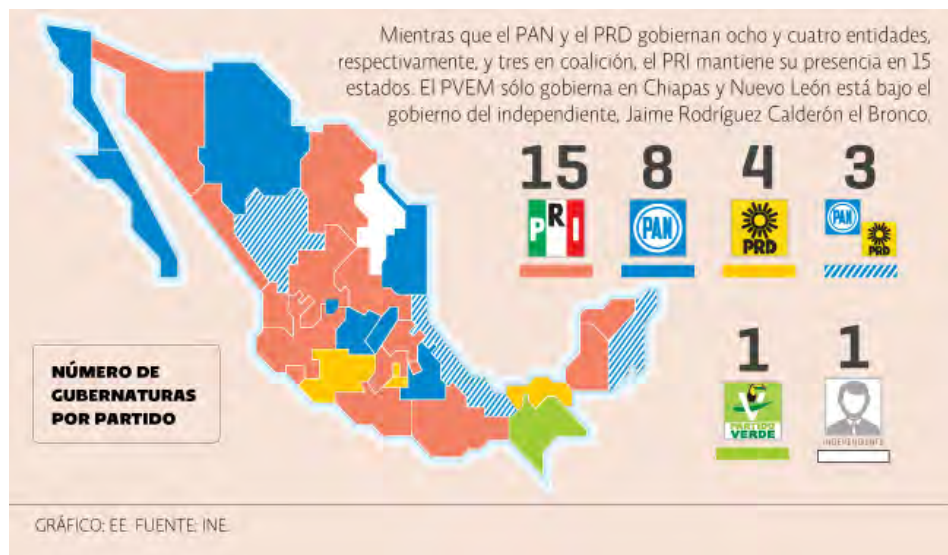 Mientras que el PAN y el PRD gobiernan ocho y cuatro entidades,
respectivamente, y tres en coalición, el PRI mantiene su presencia en 15
estados. El PVEM sólo gobierna en Chiapas y Nuevo León está bajo el
gobierno del independiente, Jaime Rodríguez Calderón el Bronco.
15 8 4 3
PRI PAN PRD PAN PRD
1 1
PARTIDO VERDE INDEPENDIENTE
NÚMERO DE
GUBERNATURAS
POR PARTIDO
GRÁFICO: EE. FUENTE: INE.